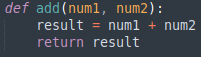 def add(num1, num2):
    result = num1 + num2
    return result